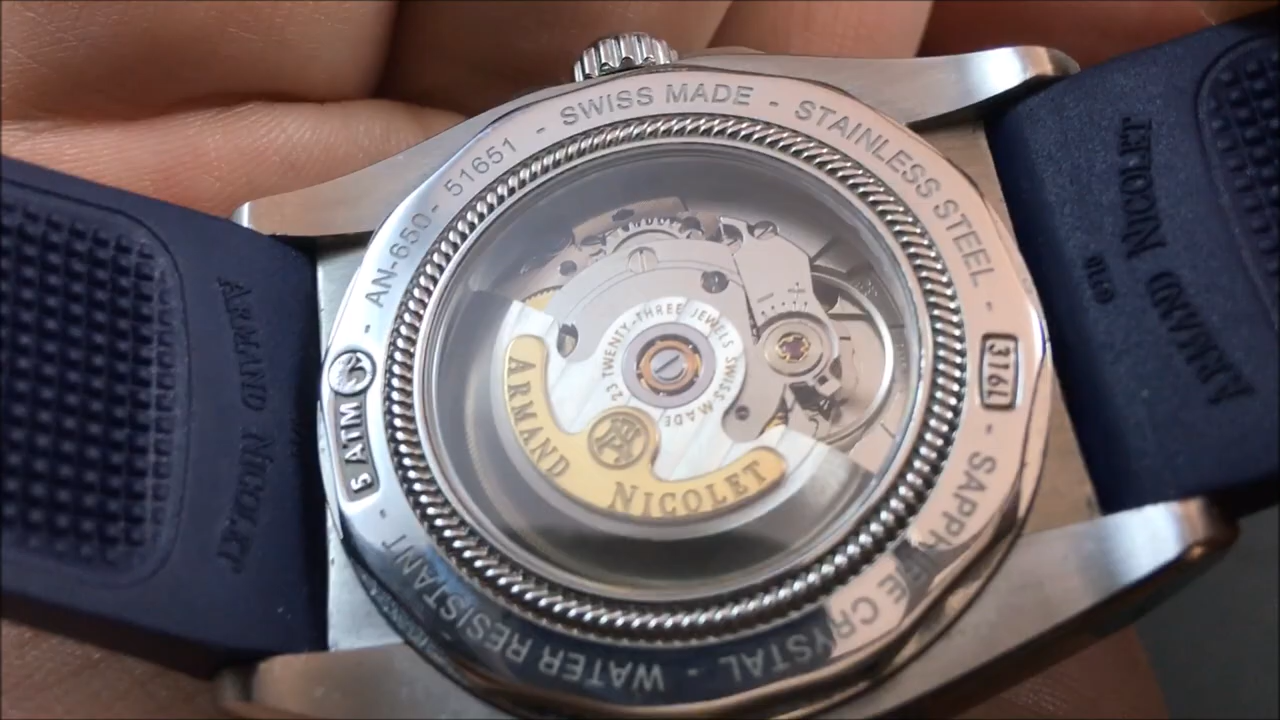 AN-650- 51651 - SWISS MADE - STAINLESS STEEL - 316L - SAPPHIRE CRYSTAL - WATER RESISTANT - 5 ATM
23 TWENTY-THREE JEWELS SWISS-MADE
ARMAND NICOLET
ARMAND NICOLET
ARMAND NICOLET